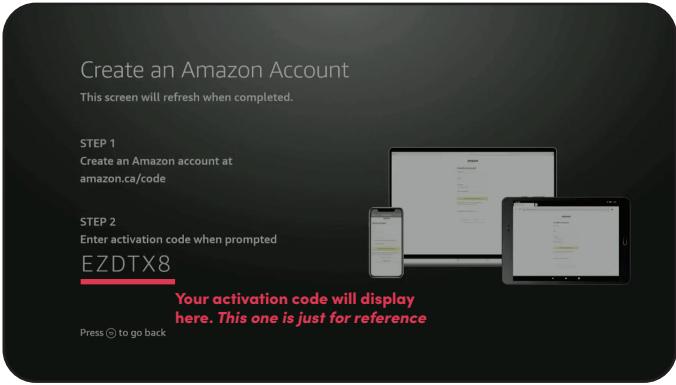 Create an Amazon Account
This screen will refresh when completed.
STEP 1
Create an Amazon account at
amazon.ca/code
STEP 2
Enter activation code when prompted
EZDTX8
Your activation code will display
here. This one is just for reference
Press to go back